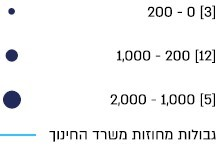 200 - 0 [3]
1,000 - 200 [12]
2,000 - 1,000 [5]
גבולות מחוזות משרד החינוך